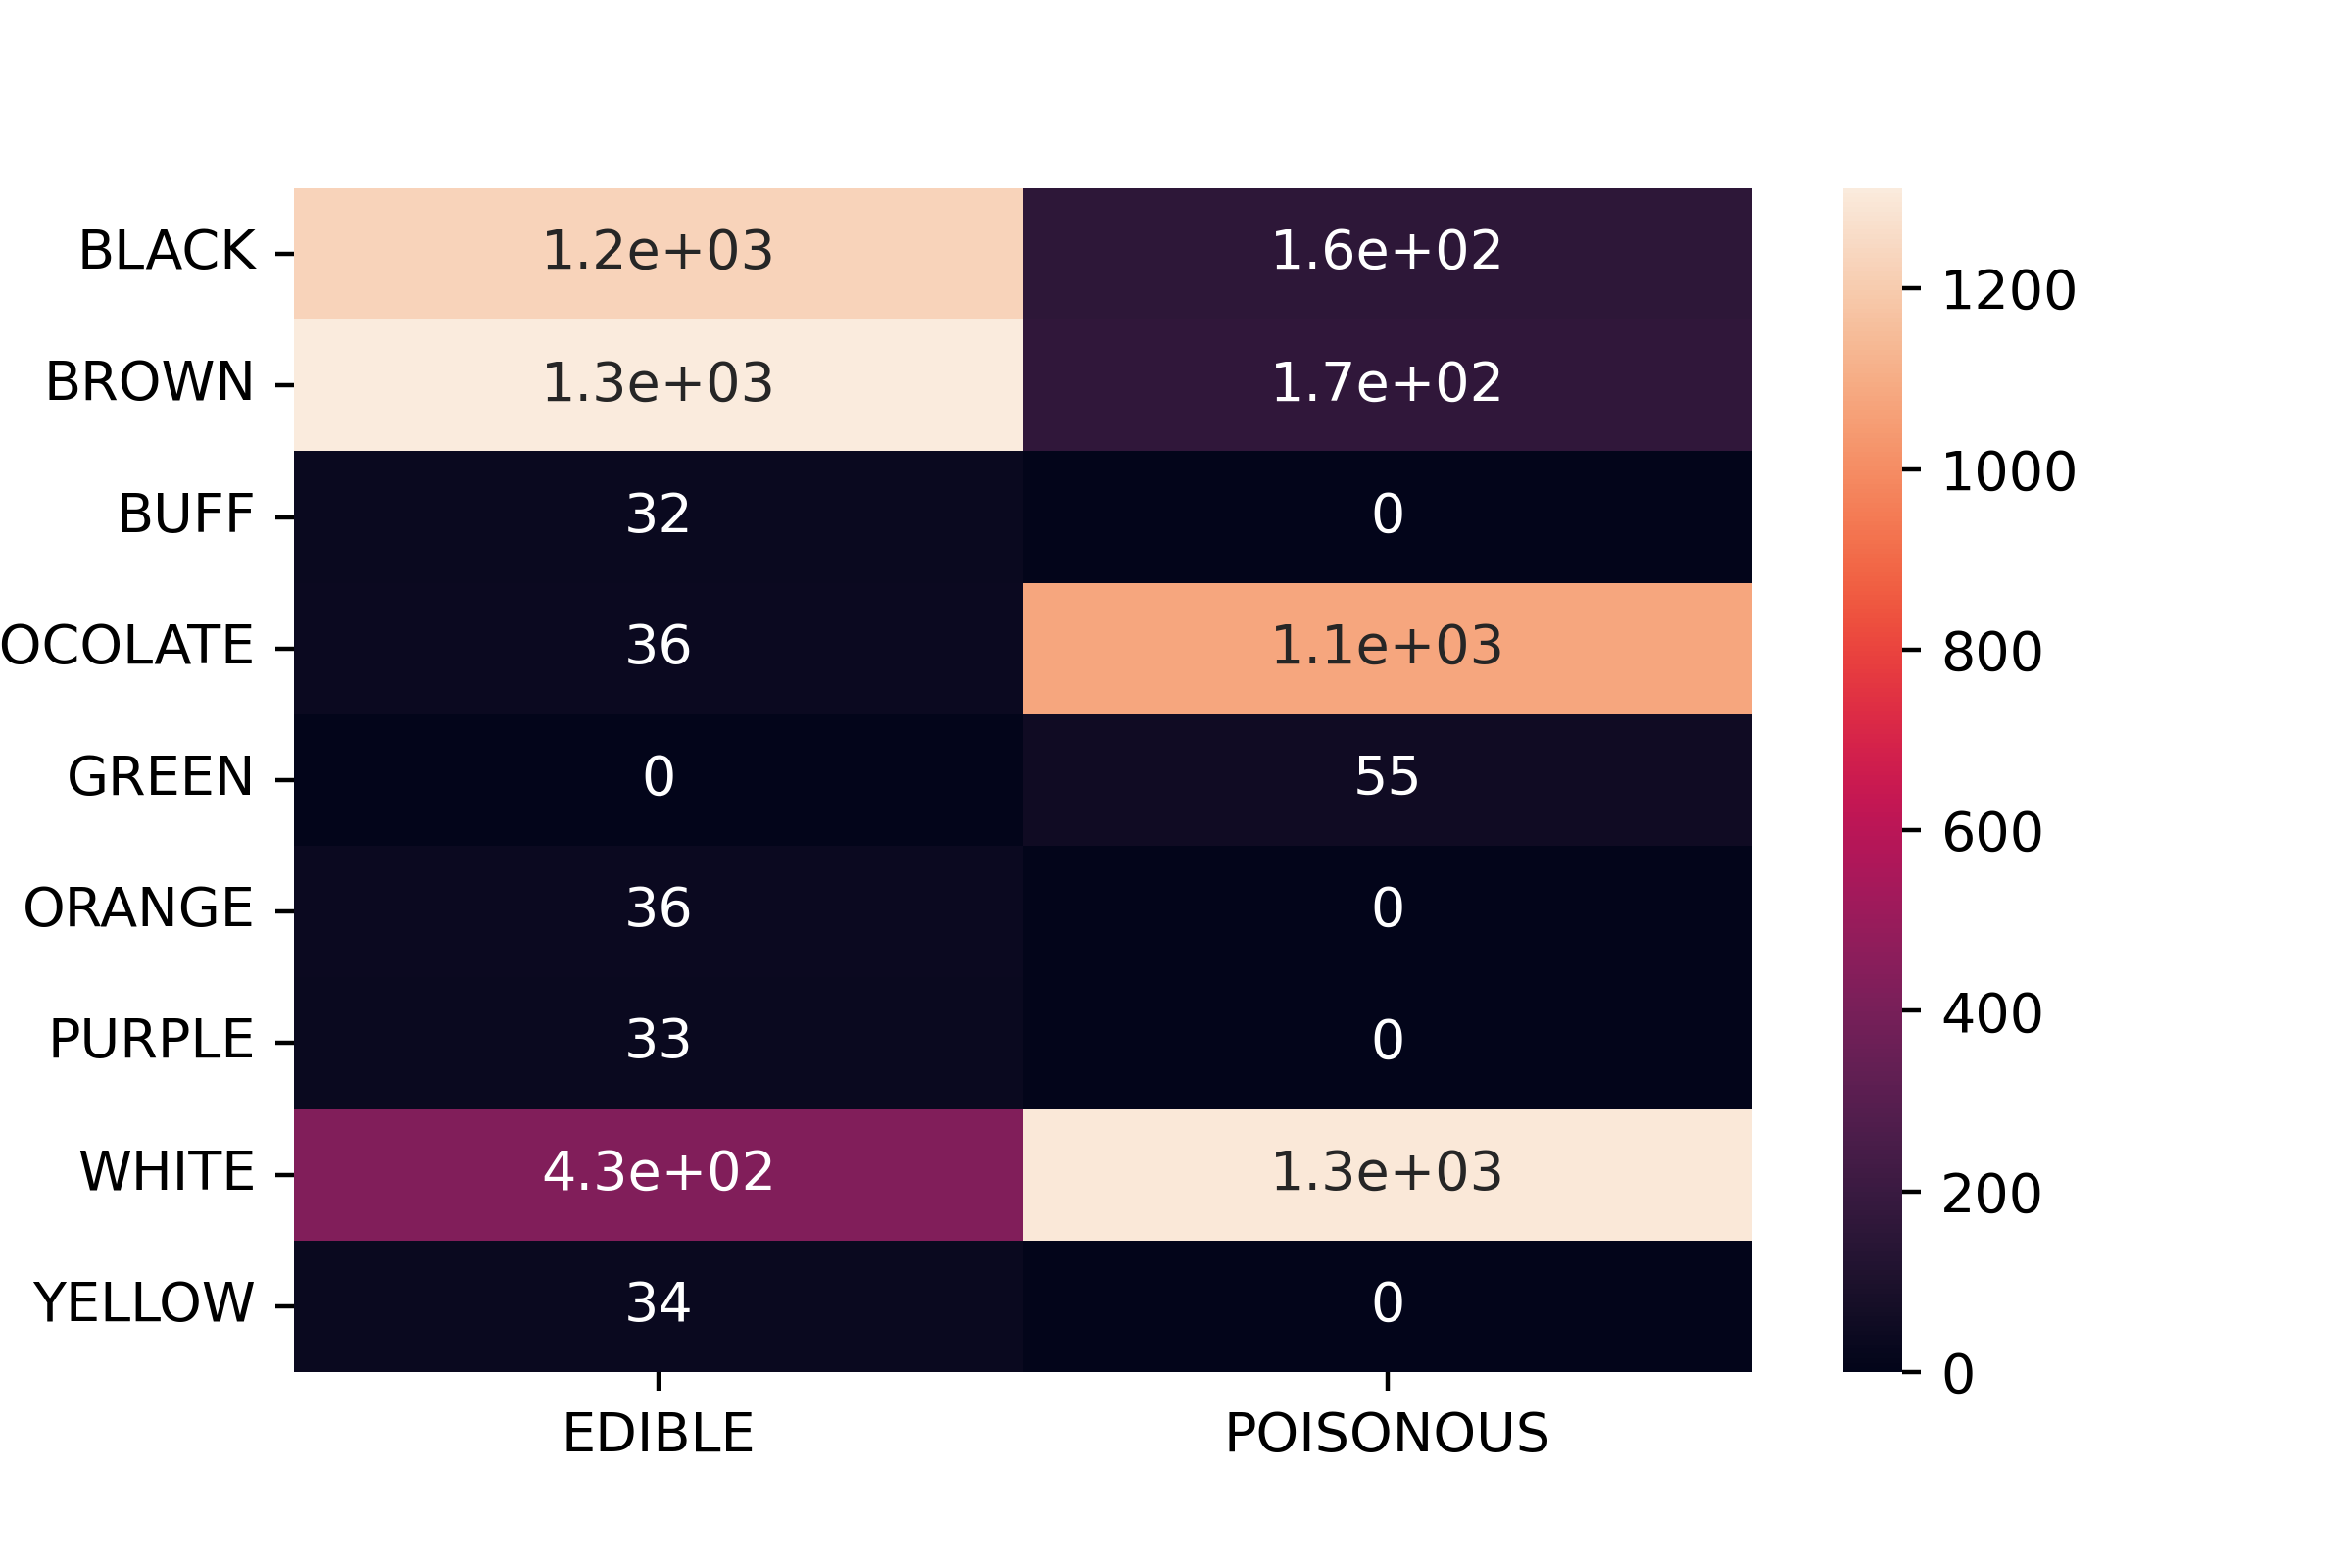 BLACK 1.2e+03 1.6e+02
1200
BROWN 1.3e+03 1.7e+02
1000
BUFF 32 0
OCOLATE 36 1.1e+03
800
GREEN 0 55
600
ORANGE 36 0
400
PURPLE 33 0
WHITE 4.3e+02 1.3e+03
200
YELLOW 34 0
0
EDIBLE POISONOUS